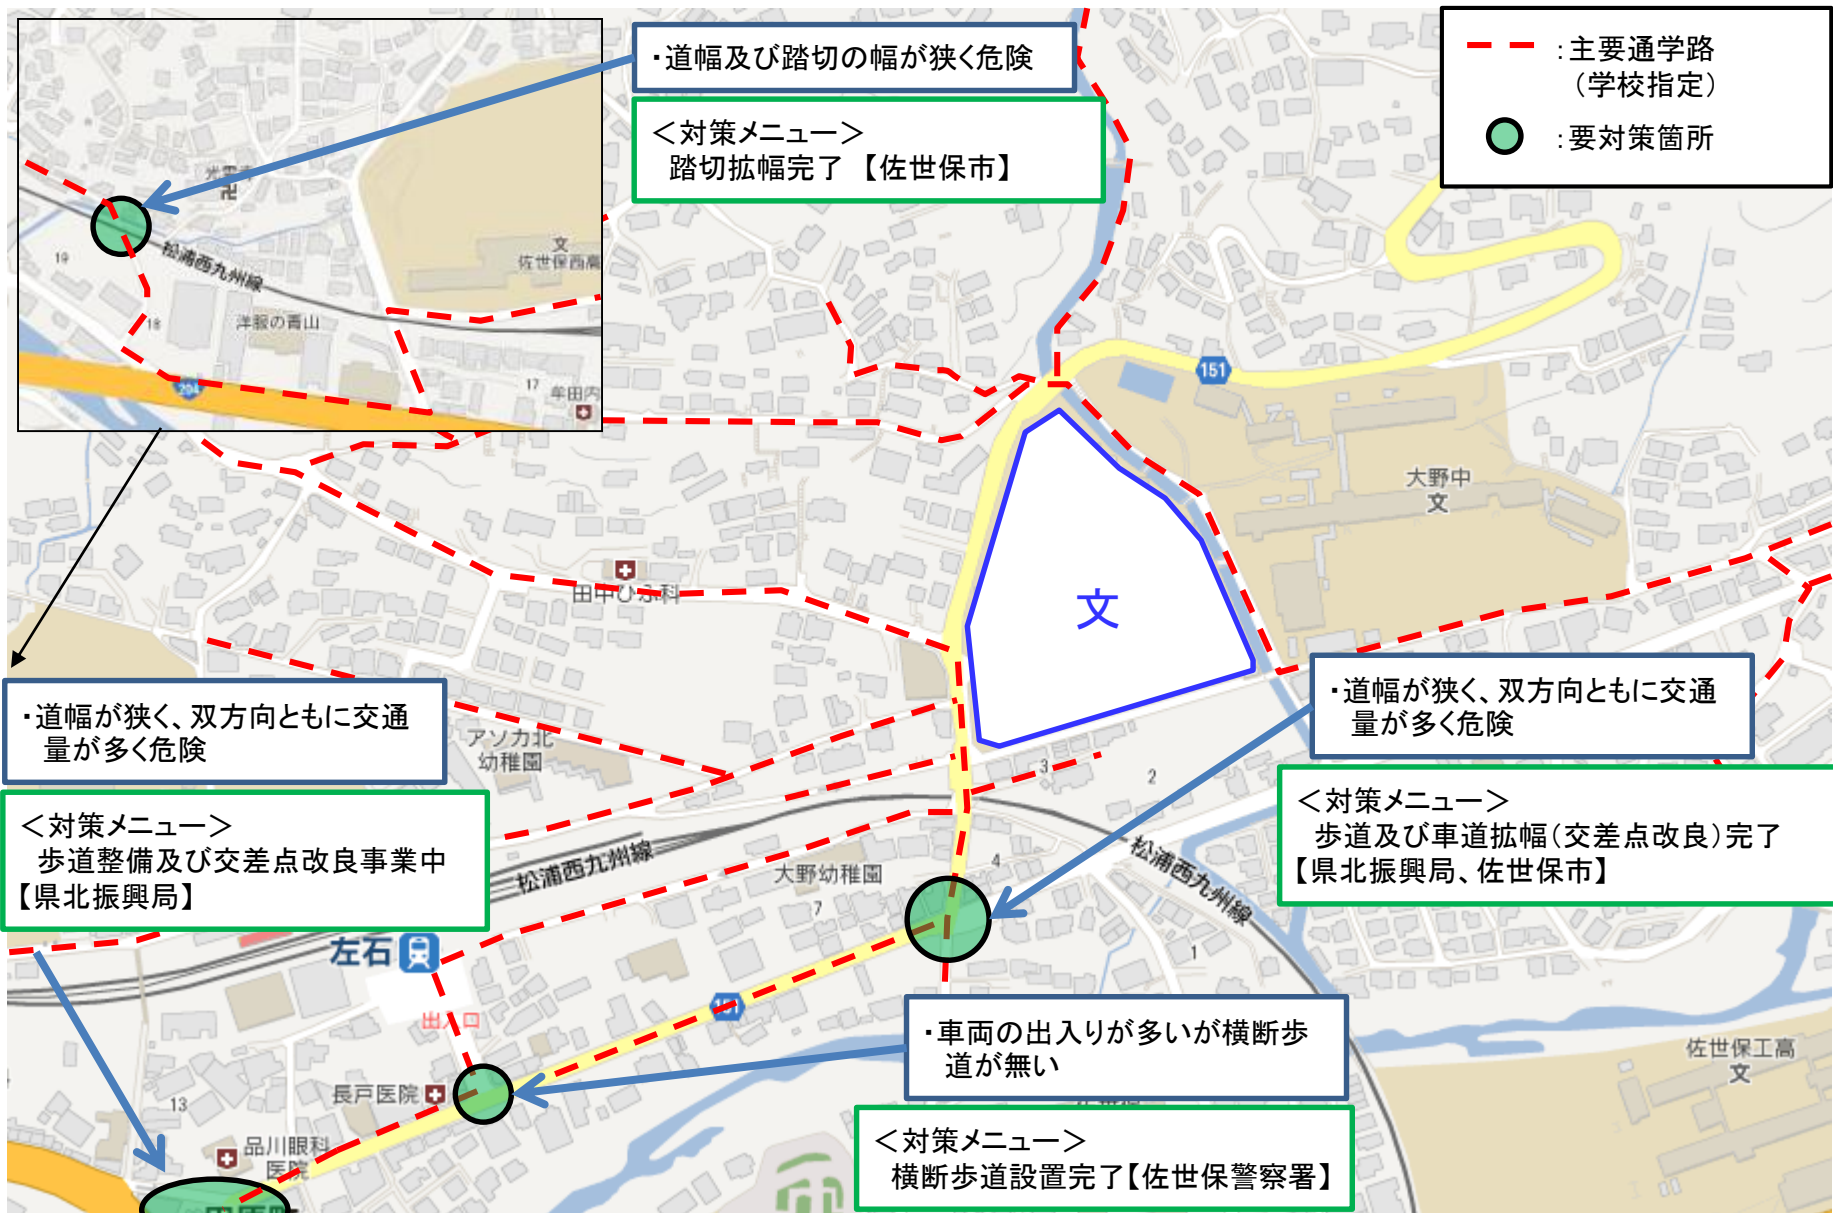 ・道幅及び踏切の幅が狭く危険
＜対策メニュー＞
踏切拡幅完了 【佐世保市】
：主要通学路
（学校指定）
：要対策箇所
卍
文
佐世保西高
松浦西九州線
19
18
洋服の青山
17
204
牟田内
151
大野中
文
田中ひふ科
文
・道幅が狭く、双方向ともに交通
量が多く危険
＜対策メニュー＞
歩道整備及び交差点改良事業中
【県北振興局】
アソカ北
幼稚園
・道幅が狭く、双方向ともに交通
量が多く危険
＜対策メニュー＞
歩道及び車道拡幅（交差点改良）完了
【県北振興局、佐世保市】
3
2
松浦西九州線
大野幼稚園
7
4
松浦西九州線
1
左石
出入口
151
・車両の出入りが多いが横断歩
道が無い
＜対策メニュー＞
横断歩道設置完了【佐世保警察署】
長戸医院
13
品川眼科
医院
佐世保工高
文